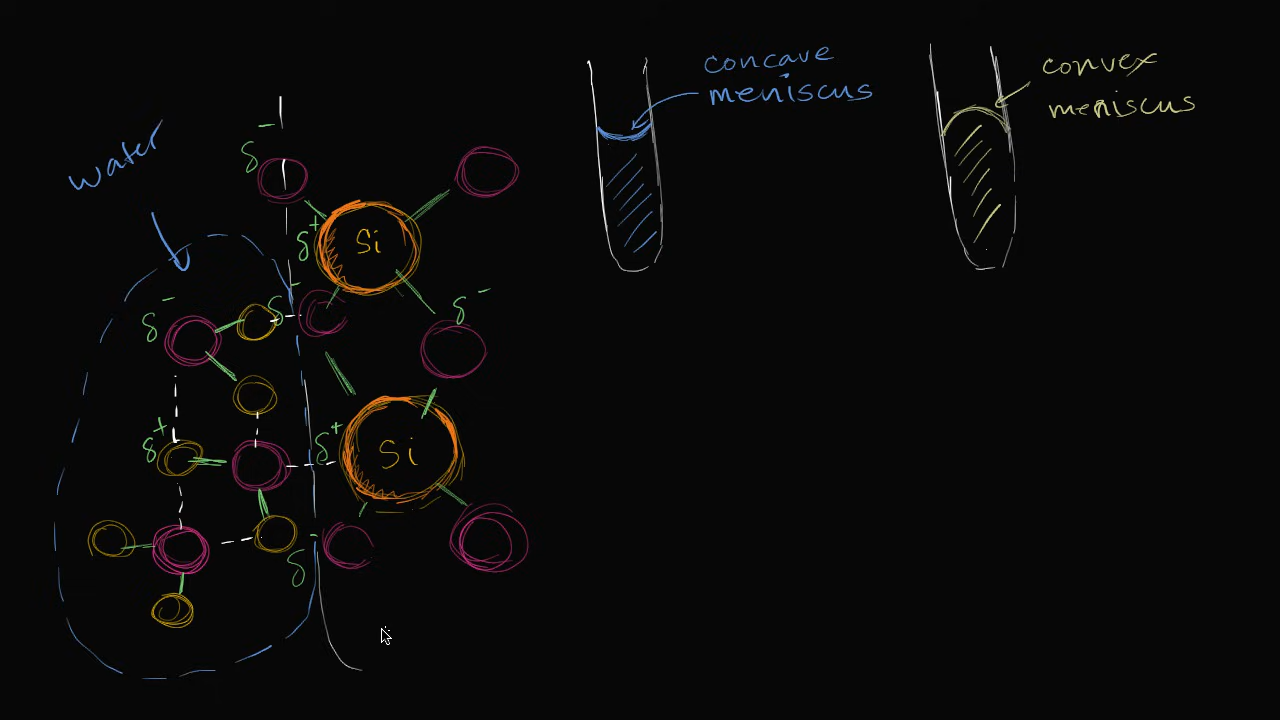 concave
meniscus
convex
meniscus
water
δ⁻
δ⁺
Si
δ⁻
δ⁻
δ⁻
δ⁺
δ⁺
Si
δ⁻